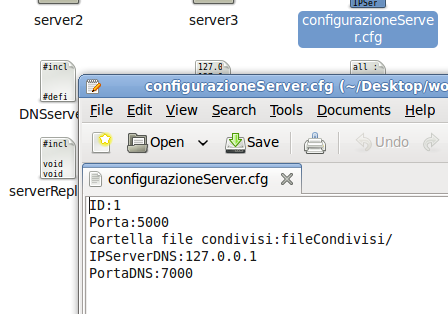 IPSer
server2
server3
configurazioneServe
r.cfg
#incl
127.0
all :
#defi
DNSserve
#incl
void
void
serverRepl
configurazioneServer.cfg (~/Desktop/wo
File Edit View Search Tools Documents Help
Open Save Undo
configurazioneServer.cfg
ID:1
Porta:5000
cartella file condivisi:fileCondivisi/
IPServerDNS:127.0.0.1
PortaDNS:7000